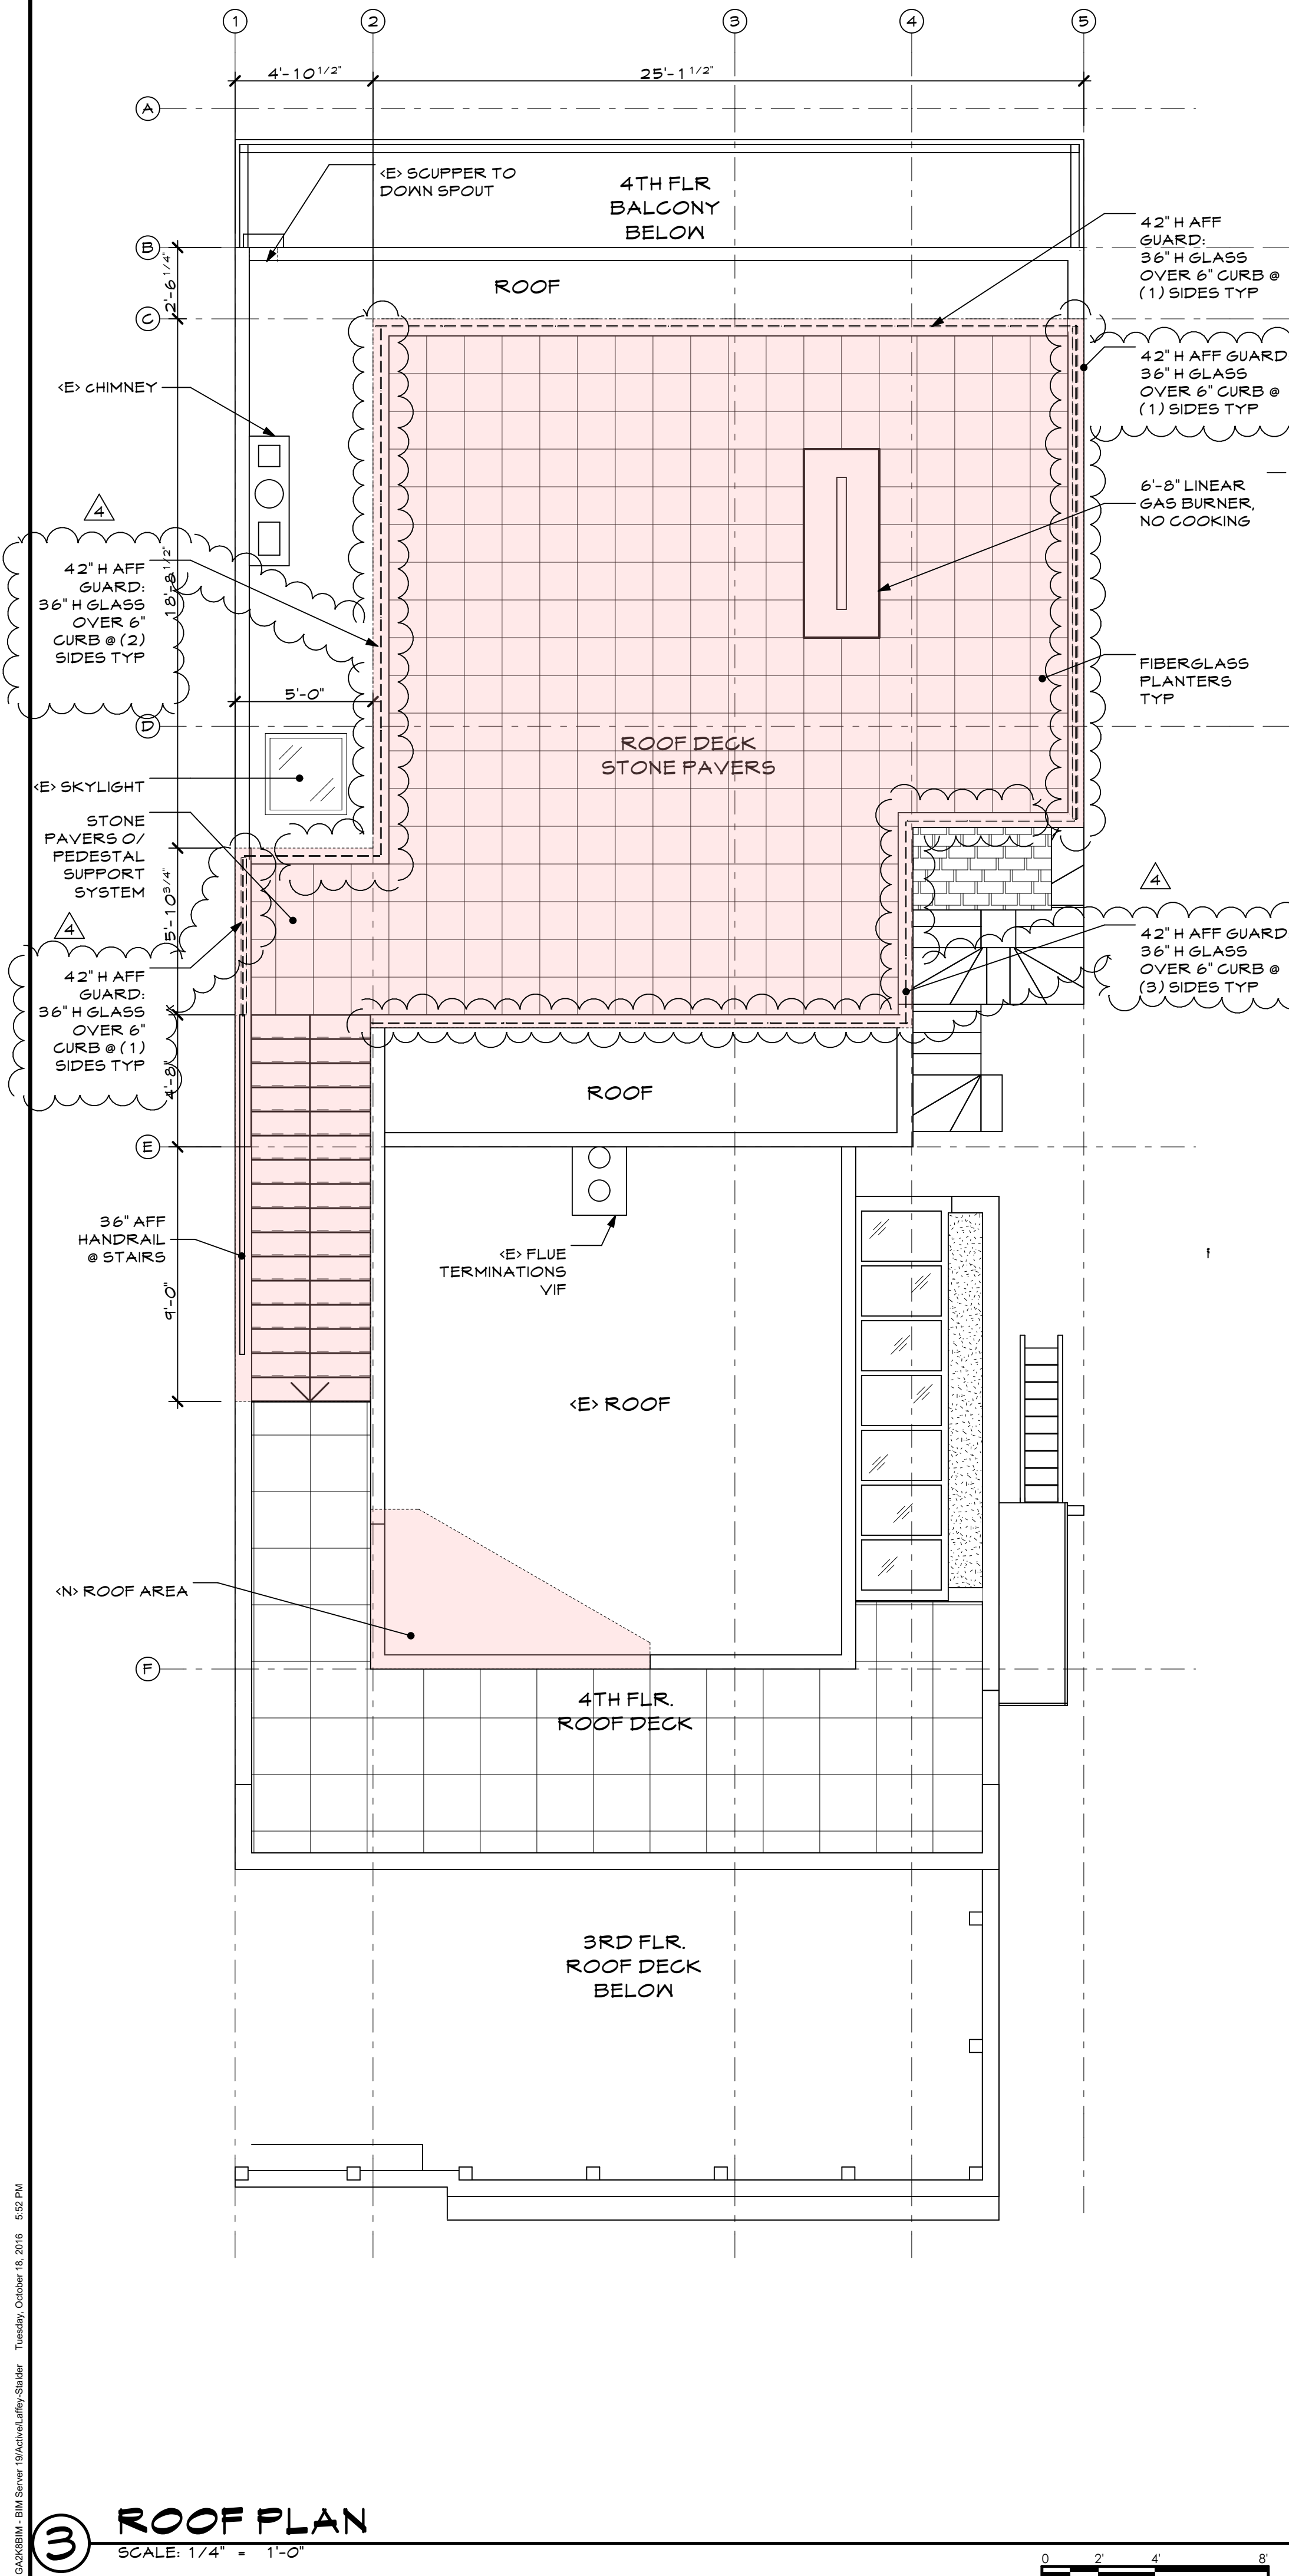 1
2
3
4
5
4'-10 1/2"
25'-1 1/2"
A
<E> SCUPPER TO
DOWN SPOUT
4TH FLR
BALCONY
BELOW
42" H AFF
GUARD:
36" H GLASS
OVER 6" CURB @
(1) SIDES TYP
B
2'-6 1/4"
ROOF
C
42" H AFF GUARD
36" H GLASS
OVER 6" CURB @
(1) SIDES TYP
<E> CHIMNEY
6'-8" LINEAR
GAS BURNER,
NO COOKING
4
42" H AFF
GUARD:
36" H GLASS
OVER 6"
CURB @ (2)
SIDES TYP
18'-8 1/2"
FIBERGLASS
PLANTERS
TYP
5'-0"
D
ROOF DECK
STONE PAVERS
<E> SKYLIGHT
STONE
PAVERS O/
PEDESTAL
SUPPORT
SYSTEM
5'-10 3/4"
4
4
42" H AFF GUARD
36" H GLASS
OVER 6" CURB @
(3) SIDES TYP
42" H AFF
GUARD:
36" H GLASS
OVER 6"
CURB @ (1)
SIDES TYP
4'-8"
ROOF
E
36" AFF
HANDRAIL
@ STAIRS
<E> FLUE
TERMINATIONS
VIF
9'-0"
<E> ROOF
<N> ROOF AREA
F
4TH FLR.
ROOF DECK
3RD FLR.
ROOF DECK
BELOW
GA2K8BIM - BIM Server 19/Active/Laffey-Stalder Tuesday, October 18, 2016 5:52 PM
3
ROOF PLAN
SCALE: 1/4" = 1'-0"
0 2' 4' 8'